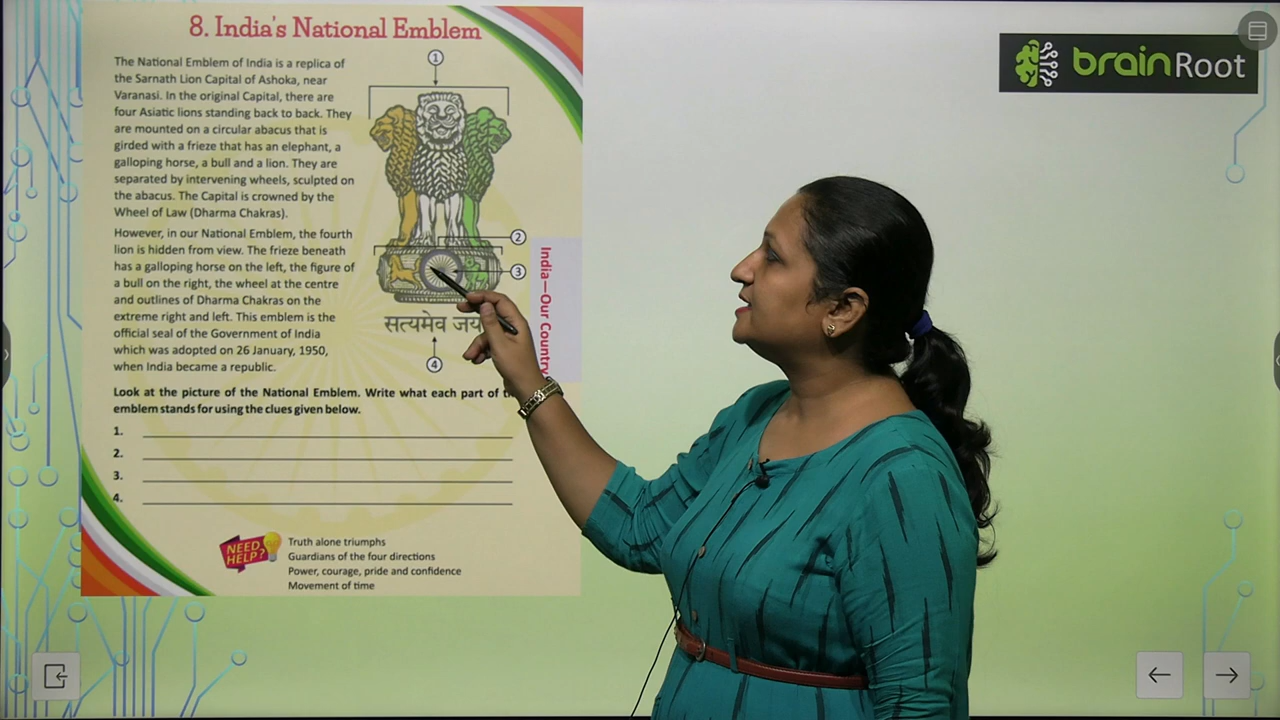 8. India's National Emblem
The National Emblem of India is a replica of
the Sarnath Lion Capital of Ashoka, near
Varanasi. In the original Capital, there are
four Asiatic lions standing back to back. They
are mounted on a circular abacus that is
girded with a frieze that has an elephant, a
galloping horse, a bull and a lion. They are
separated by intervening wheels, sculpted on
the abacus. The Capital is crowned by the
Wheel of Law (Dharma Chakras).
However, in our National Emblem, the fourth
lion is hidden from view. The frieze beneath
has a galloping horse on the left, the figure of
a bull on the right, the wheel at the centre
and outlines of Dharma Chakras on the
extreme right and left. This emblem is the
official seal of the Government of India
which was adopted on 26 January, 1950,
when India became a republic.
1
2
3
सत्यमेव
4
India—Our Country
Look at the picture of the National Emblem. Write what each part of
emblem stands for using the clues given below.
1.
2.
3.
4.
NEED
HELP?
Truth alone triumphs
Guardians of the four directions
Power, courage, pride and confidence
Movement of time
brainRoot